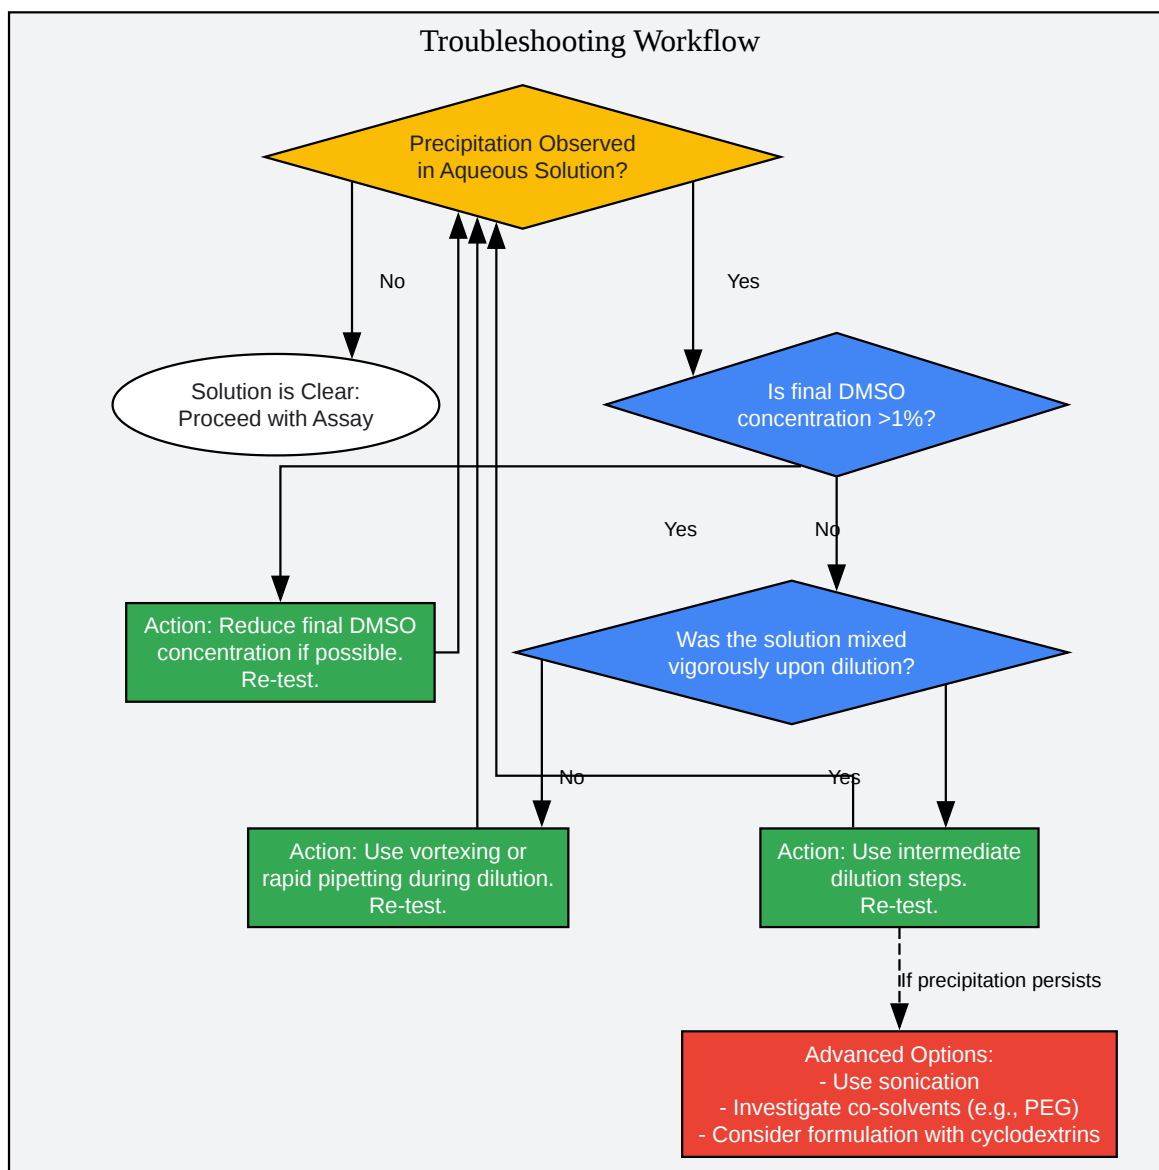 Troubleshooting Workflow
Precipitation Observed
in Aqueous Solution?
No
Yes
Solution is Clear:
Proceed with Assay
Is final DMSO
concentration >1%?
Yes
No
Action: Reduce final DMSO
concentration if possible.
Re-test.
Was the solution mixed
vigorously upon dilution?
No
Yes
Action: Use vortexing or
rapid pipetting during dilution.
Re-test.
Action: Use intermediate
dilution steps.
Re-test.
If precipitation persists
Advanced Options:
- Use sonication
- Investigate co-solvents (e.g., PEG)
- Consider formulation with cyclodextrins